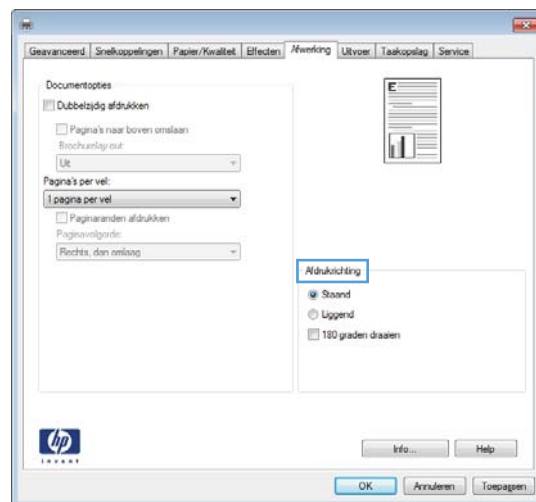 Geavanceerd Snelkoppelingen Papier/Kwaliteit Effecten Afwerking Uitvoer Taakopslag Service
Documentopties
Dubbelzijdig afdrukken
Pagina's naar boven omslaan
Brochurelay-out:
Uit
Pagina's per vel:
1 pagina per vel
Paginaranden afdrukken
Paginavolgorde:
Rechts, dan omlaag
E
Afdrukrichting
Staand
Liggend
180 graden draaien
hp
invent
Info... Help
OK Annuleren Toepassen